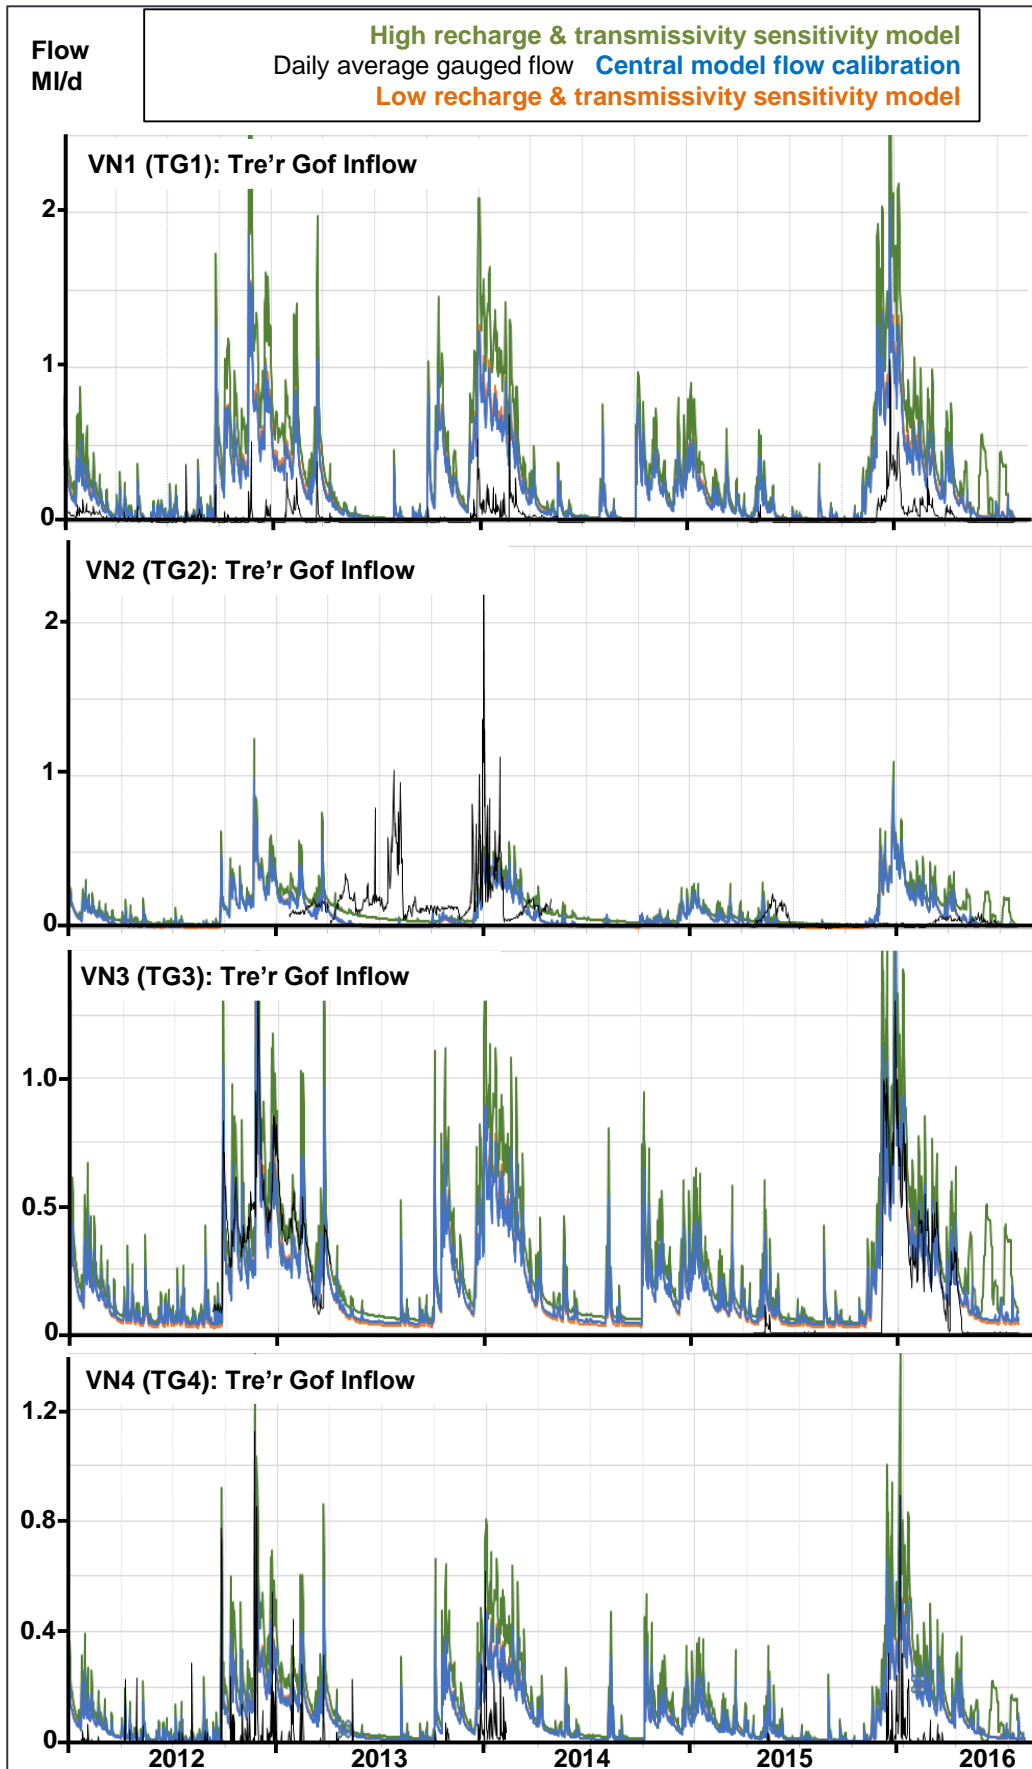 Flow
Ml/d
High recharge & transmissivity sensitivity model
Daily average gauged flow Central model flow calibration
Low recharge & transmissivity sensitivity model
VN1 (TG1): Tre'r Gof Inflow
2
1
0
VN2 (TG2): Tre'r Gof Inflow
2
1
0
VN3 (TG3): Tre'r Gof Inflow
1.0
0.5
0
VN4 (TG4): Tre'r Gof Inflow
1.2
0.8
0.4
0
2012 2013 2014 2015 2016